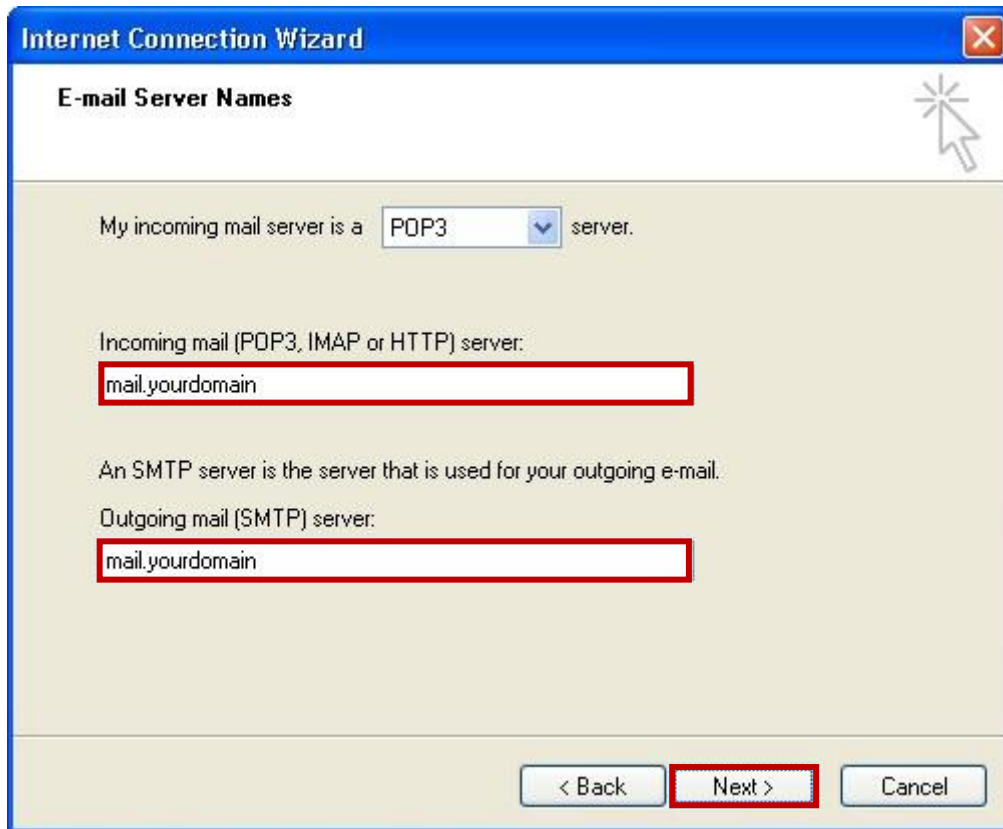 Internet Connection Wizard
E-mail Server Names
My incoming mail server is a POP3 server.
Incoming mail (POP3, IMAP or HTTP) server:
mail.yourdomain
An SMTP server is the server that is used for your outgoing e-mail.
Outgoing mail (SMTP) server:
mail.yourdomain
< Back Next > Cancel